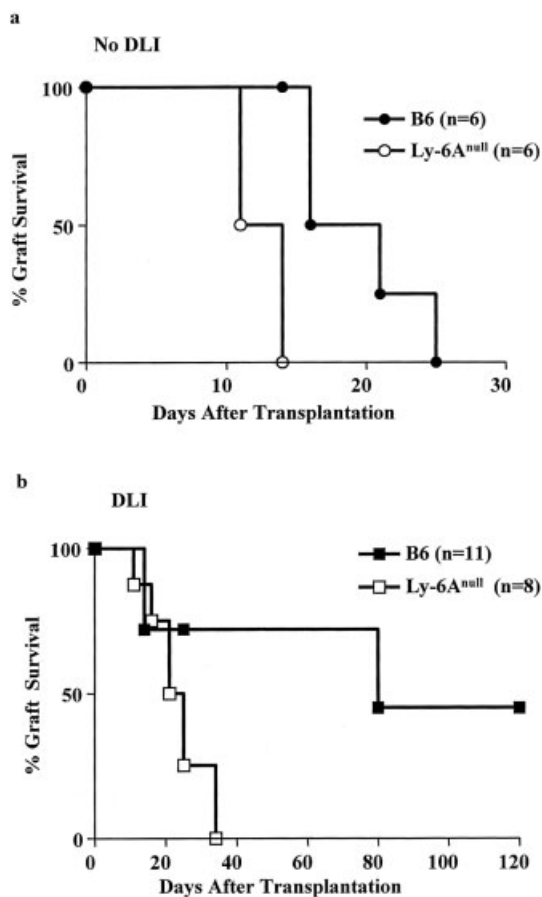 a
No DLI
100
50
0
% Graft Survival
B6 (n=6)
Ly-6Anull (n=6)
0 10 20 30
Days After Transplantation
b
DLI
100
50
0
% Graft Survival
B6 (n=11)
Ly-6Anull (n=8)
0 20 40 60 80 100 120
Days After Transplantation